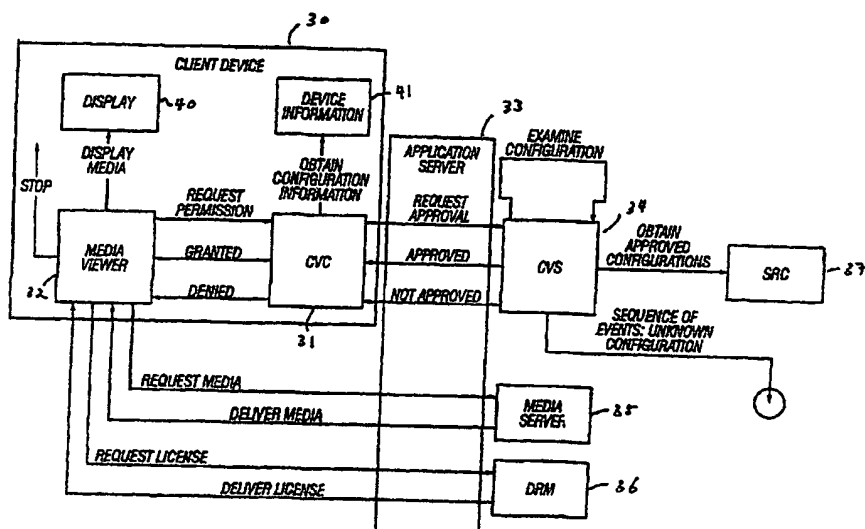 30
CLIENT DEVICE
DISPLAY
40
DEVICE
INFORMATION
41
33
APPLICATION
SERVER
EXAMINE
CONFIGURATION
STOP
DISPLAY
MEDIA
OBTAIN
CONFIGURATION
INFORMATION
REQUEST
PERMISSION
REQUEST
APPROVAL
34
MEDIA
VIEWER
32
GRANTED
CVC
31
APPROVED
CVS
OBTAIN
APPROVED
CONFIGURATIONS
SRC
37
DENIED
NOT APPROVED
SEQUENCE OF
EVENTS: UNKNOWN
CONFIGURATION
REQUEST MEDIA
DELIVER MEDIA
MEDIA
SERVER
35
REQUEST LICENSE
DELIVER LICENSE
DRM
36